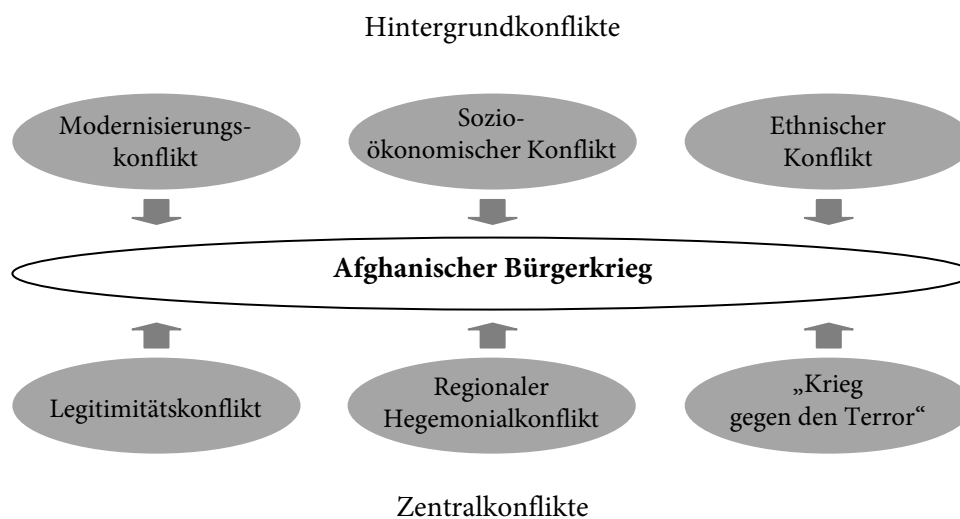 Hintergrundkonflikte
Modernisierungs-
konflikt
Sozio-
ökonomischer Konflikt
Ethnischer
Konflikt
Afghanischer Bürgerkrieg
Legitimitätskonflikt
Regionaler
Hegemonialkonflikt
„Krieg
gegen den Terror“
Zentralkonflikte